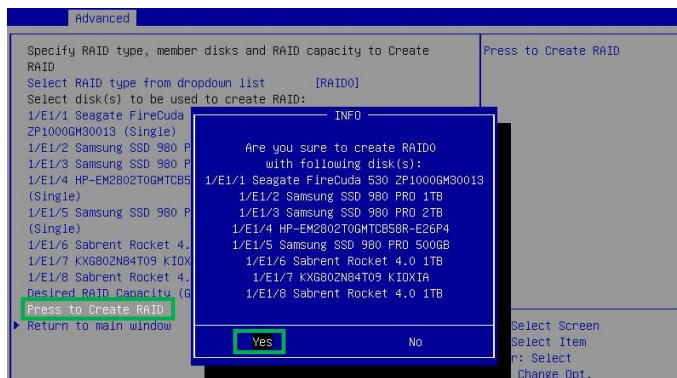 Advanced
Specify RAID type, member disks and RAID capacity to Create
RAID
Select RAID type from dropdown list [RAID0]
Select disk(s) to be used to create RAID:
1/E1/1 Seagate FireCuda
ZP1000GM30013 (Single)
1/E1/2 Samsung SSD 980 P
1/E1/3 Samsung SSD 980 P
1/E1/4 HP-EM2802TOGMTCB5
(Single)
1/E1/5 Samsung SSD 980 P
(Single)
1/E1/6 Sabrent Rocket 4.
1/E1/7 KXG80ZN84T09 KIOX
1/E1/8 Sabrent Rocket 4.
Desired RAID Capacity (G
Press to Create RAID
Return to main window
INFO
Are you sure to create RAID0
with following disk(s):
1/E1/1 Seagate FireCuda 530 ZP1000GM30013
1/E1/2 Samsung SSD 980 PRO 1TB
1/E1/3 Samsung SSD 980 PRO 2TB
1/E1/4 HP-EM2802TOGMTCB58R-E26P4
1/E1/5 Samsung SSD 980 PRO 500GB
1/E1/6 Sabrent Rocket 4.0 1TB
1/E1/7 KXG80ZN84T09 KIOXIA
1/E1/8 Sabrent Rocket 4.0 1TB
Yes No
Press to Create RAID
Select Screen
Select Item
r: Select
Change Opt.